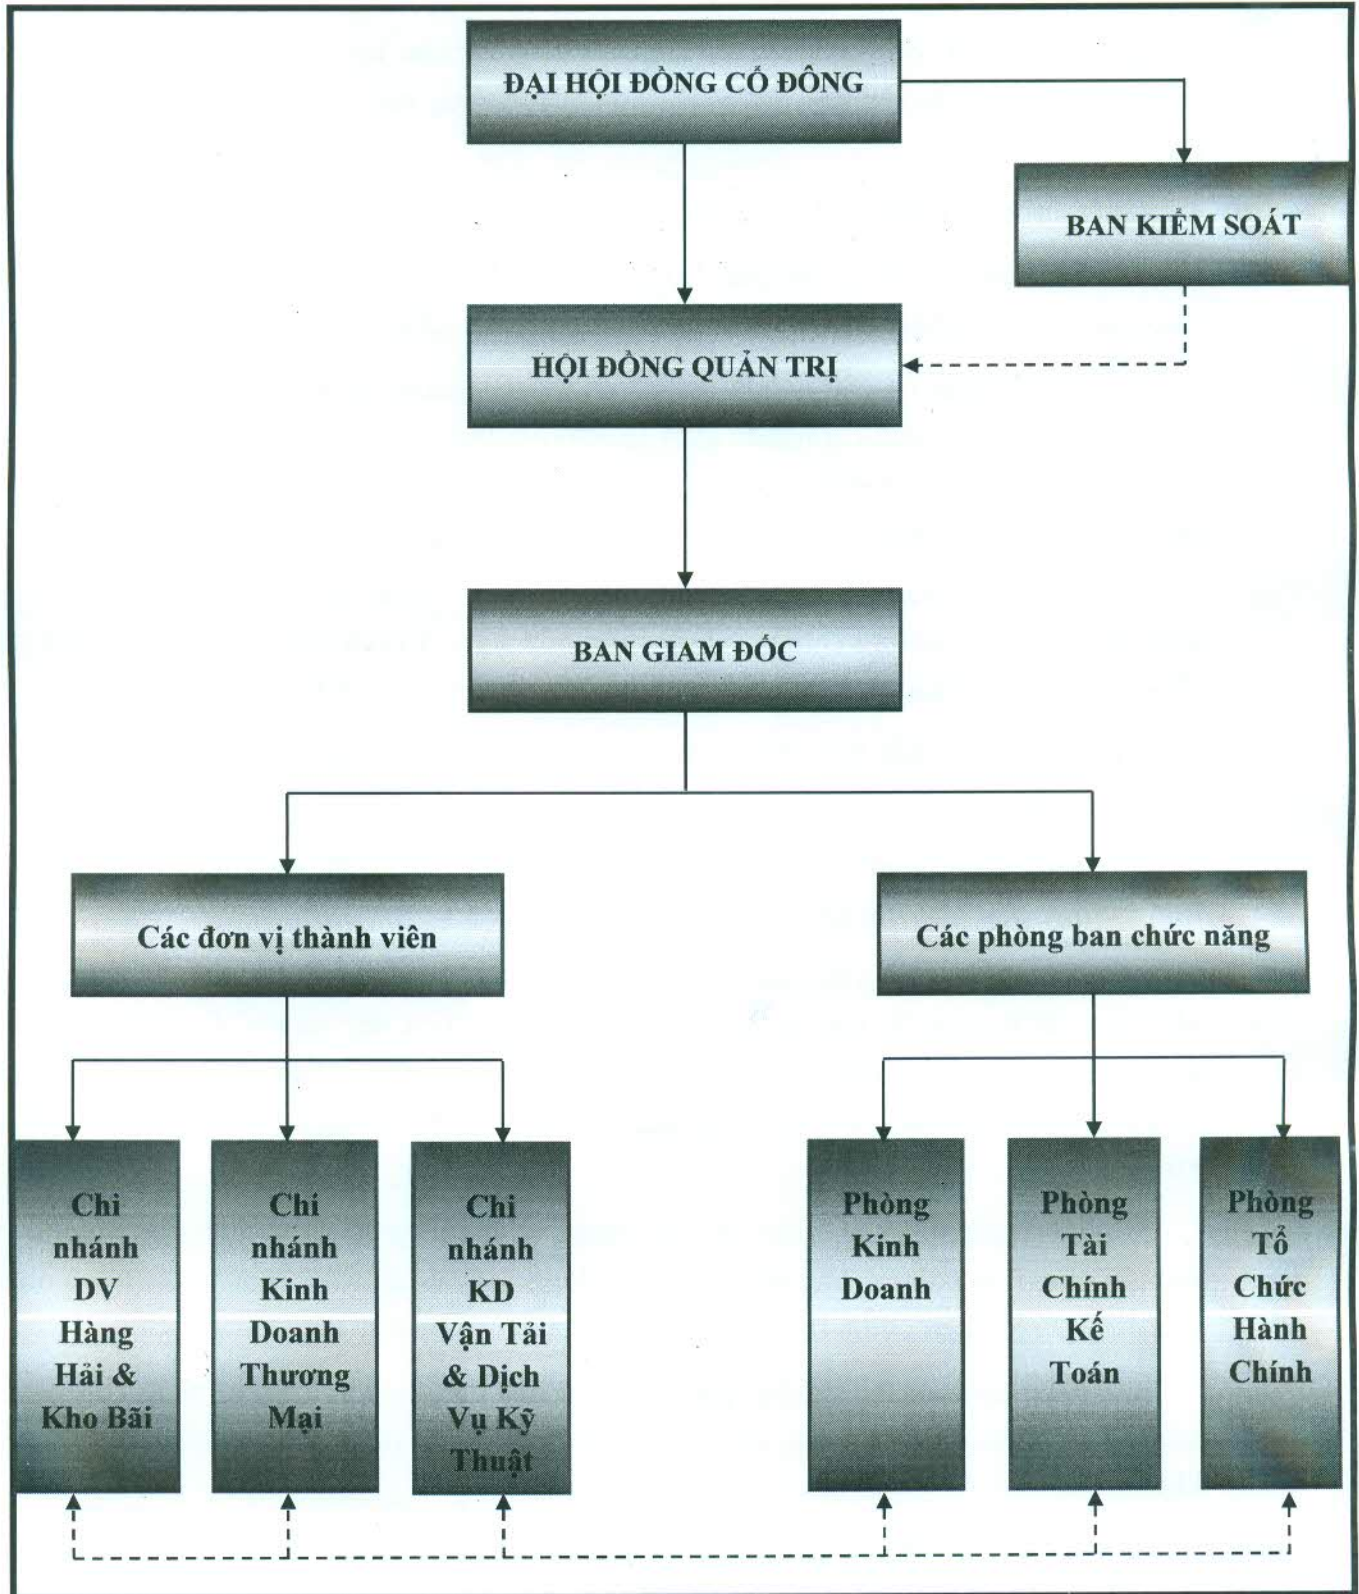 ĐẠI HỘI ĐỒNG CỔ ĐÔNG
BAN KIỂM SOÁT
HỘI ĐỒNG QUẢN TRỊ
BAN GIAM ĐỐC
Các đơn vị thành viên
Các phòng ban chức năng
Chi
nhánh
DV
Hàng
Hải &
Kho Bãi
Chi
nhánh
Kinh
Doanh
Thương
Mại
Chi
nhánh
KD
Vận Tải
& Dịch
Vụ Kỹ
Thuật
Phòng
Kinh
Doanh
Phòng
Tài
Chính
Kế
Toán
Phòng
Tổ
Chức
Hành
Chính